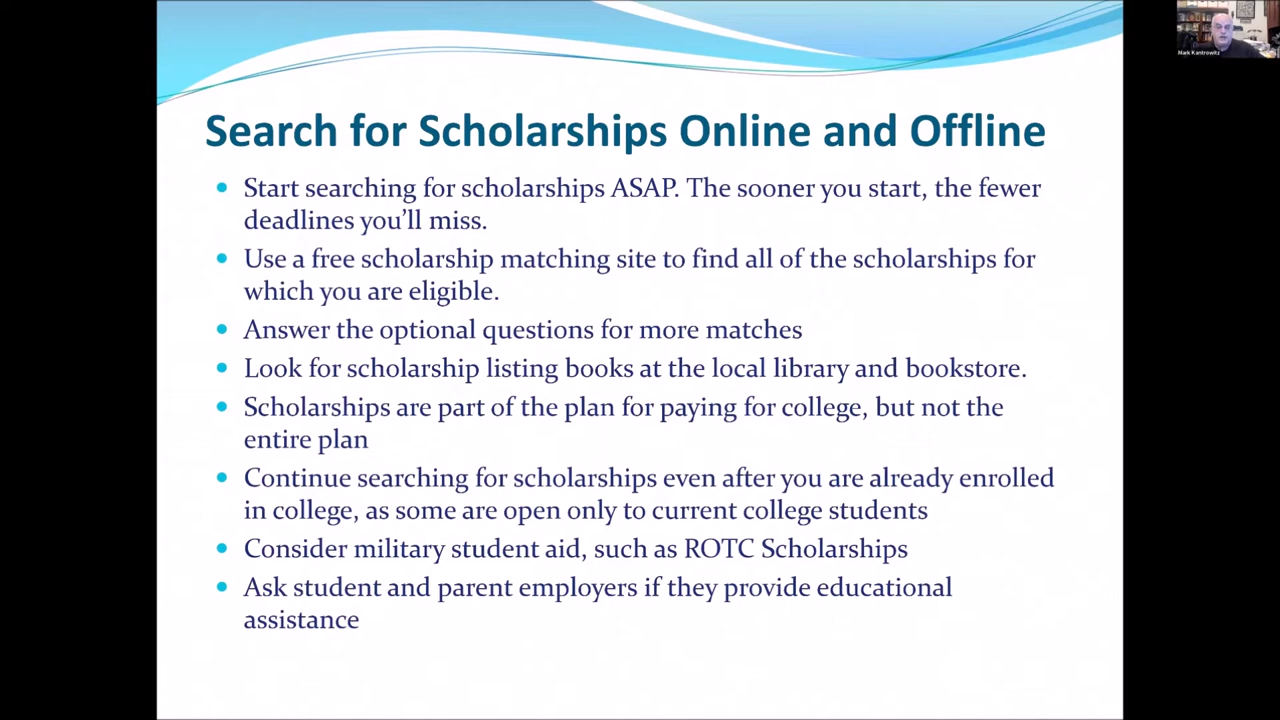 Search for Scholarships Online and Offline
Start searching for scholarships ASAP. The sooner you start, the fewer
deadlines you’ll miss.
Use a free scholarship matching site to find all of the scholarships for
which you are eligible.
Answer the optional questions for more matches
Look for scholarship listing books at the local library and bookstore.
Scholarships are part of the plan for paying for college, but not the
entire plan
Continue searching for scholarships even after you are already enrolled
in college, as some are open only to current college students
Consider military student aid, such as ROTC Scholarships
Ask student and parent employers if they provide educational
assistance
Mark Kantrowitz